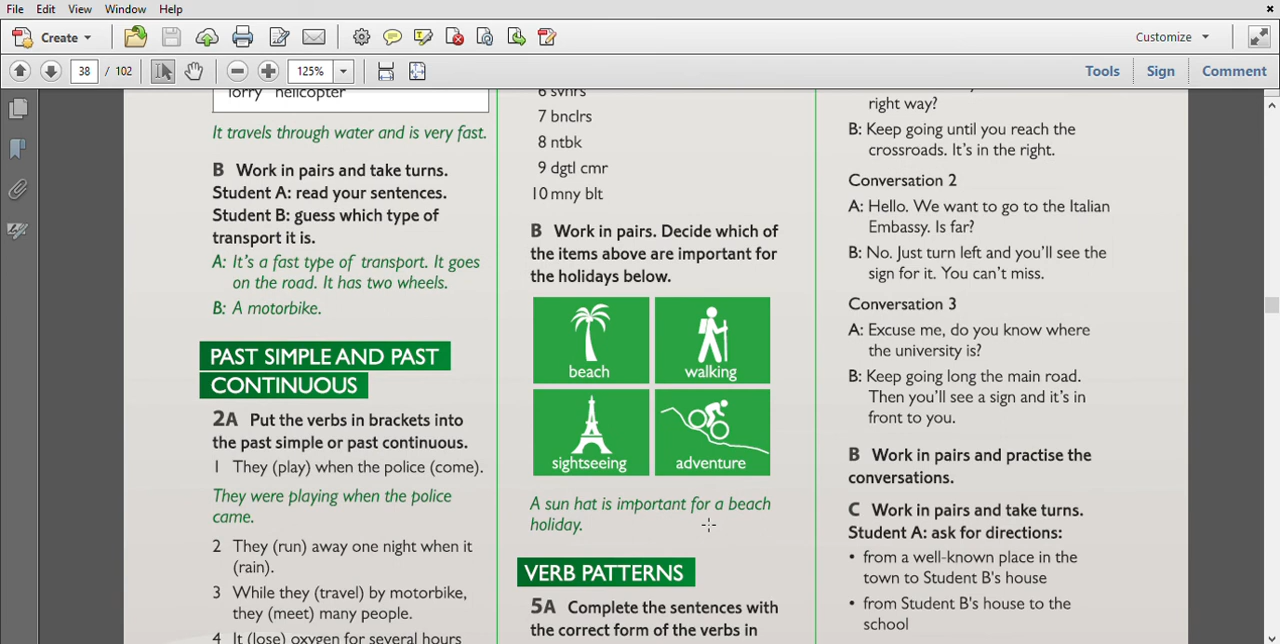 File Edit View Window Help
Create
Customize
38 / 102
125%
Tools Sign Comment
lorry helicopter
It travels through water and is very fast.
B Work in pairs and take turns.
Student A: read your sentences.
Student B: guess which type of
transport it is.
A: It's a fast type of transport. It goes
on the road. It has two wheels.
B: A motorbike.
PAST SIMPLE AND PAST
CONTINUOUS
2A Put the verbs in brackets into
the past simple or past continuous.
1 They (play) when the police (come).
They were playing when the police
came.
2 They (run) away one night when it
(rain).
3 While they (travel) by motorbike,
they (meet) many people.
4 It (lose) oxygen for several hours
6 svnrs
7 bnclrs
8 ntbk
9 dgtl cmr
10 mny blt
B Work in pairs. Decide which of
the items above are important for
the holidays below.
beach
walking
sightseeing
adventure
A sun hat is important for a beach
holiday.
VERB PATTERNS
5A Complete the sentences with
the correct form of the verbs in
right way?
B: Keep going until you reach the
crossroads. It's in the right.
Conversation 2
A: Hello. We want to go to the Italian
Embassy. Is far?
B: No. Just turn left and you'll see the
sign for it. You can't miss.
Conversation 3
A: Excuse me, do you know where
the university is?
B: Keep going long the main road.
Then you'll see a sign and it's in
front to you.
B Work in pairs and practise the
conversations.
C Work in pairs and take turns.
Student A: ask for directions:
• from a well-known place in the
town to Student B's house
• from Student B's house to the
school